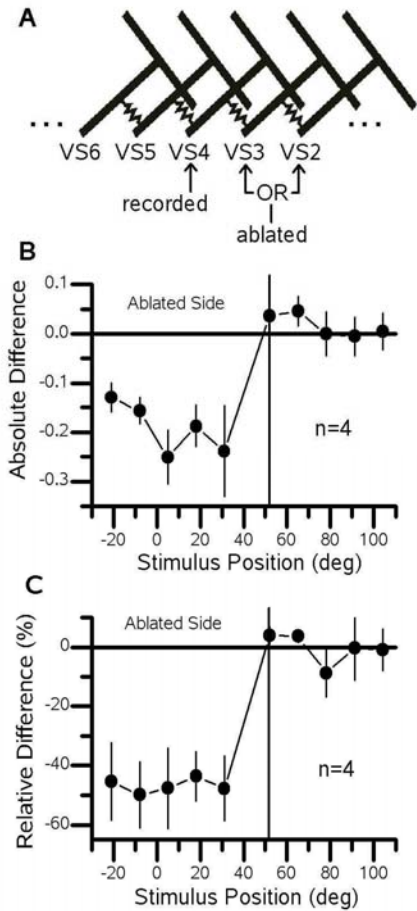 A
... ...
VS6 VS5 VS4 VS3 VS2
OR
recorded
ablated
B
0.1
0.0
-0.1
-0.2
-0.3
Absolute Difference
Ablated Side
n=4
-20 0 20 40 60 80 100
Stimulus Position (deg)
C
0
-20
-40
-60
Relative Difference (%)
Ablated Side
n=4
-20 0 20 40 60 80 100
Stimulus Position (deg)